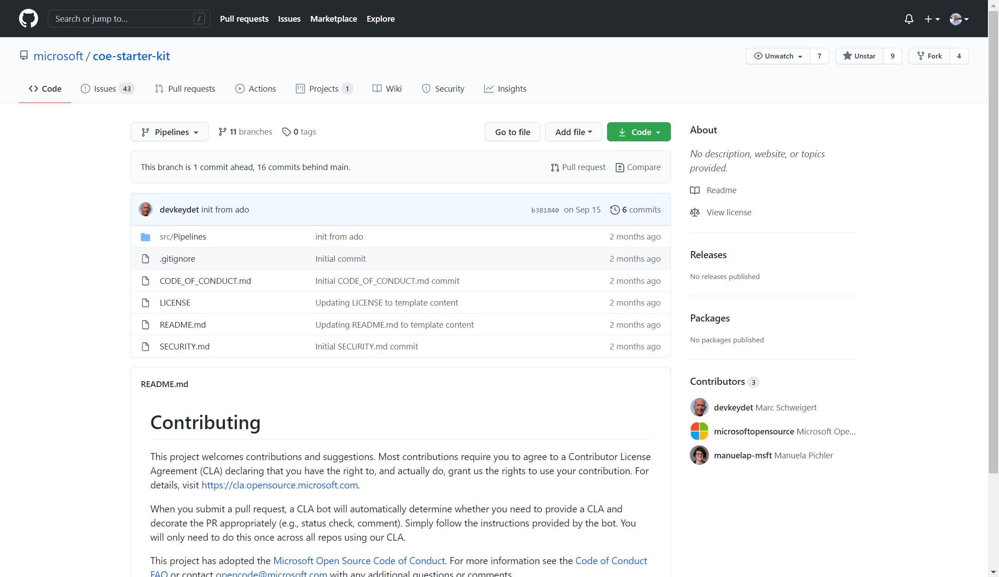 Search or jump to... /
Pull requests Issues Marketplace Explore
microsoft / coe-starter-kit
Unwatch 7 Unstar 9 Fork 4
Code Issues 43 Pull requests Actions Projects 1 Wiki Security Insights
Pipelines 11 branches 0 tags Go to file Add file Code
This branch is 1 commit ahead, 16 commits behind main. Pull request Compare
devkeydet init from ado b381840 on Sep 15 6 commits
src/Pipelines init from ado 2 months ago
.gitignore Initial commit 2 months ago
CODE_OF_CONDUCT.md Initial CODE_OF_CONDUCT.md commit 2 months ago
LICENSE Updating LICENSE to template content 2 months ago
README.md Updating README.md to template content 2 months ago
SECURITY.md Initial SECURITY.md commit 2 months ago
README.md
Contributing
This project welcomes contributions and suggestions. Most contributions require you to agree to a Contributor License
Agreement (CLA) declaring that you have the right to, and actually do, grant us the rights to use your contribution. For
details, visit https://cla.opensource.microsoft.com.
When you submit a pull request, a CLA bot will automatically determine whether you need to provide a CLA and
decorate the PR appropriately (e.g., status check, comment). Simply follow the instructions provided by the bot. You
will only need to do this once across all repos using our CLA.
This project has adopted the Microsoft Open Source Code of Conduct. For more information see the Code of Conduct
FAQ or contact opencode@microsoft.com with any additional questions or comments.
About
No description, website, or topics
provided.
Readme
View license
Releases
No releases published
Packages
No packages published
Contributors 3
devkeydet Marc Schweigert
microsoftopensource Microsoft Ope...
manuelap-msft Manuela Pichler